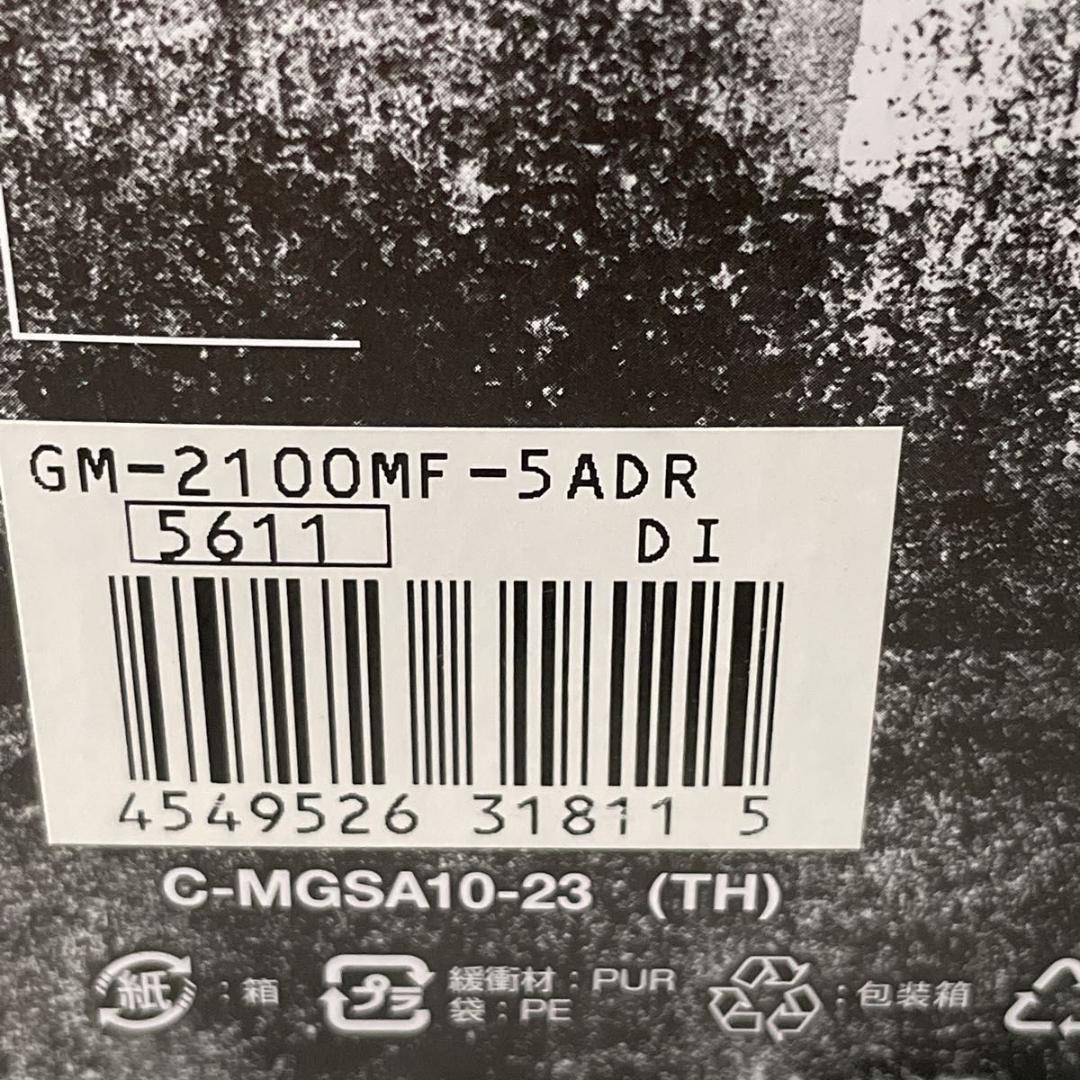 GM-2100MF-5ADR
5611 DI
4549526 31811 5
C-MGSA10-23 (TH)
紙 : 箱
プラ 緩衝材 : PUR
袋 : PE
: 包装箱